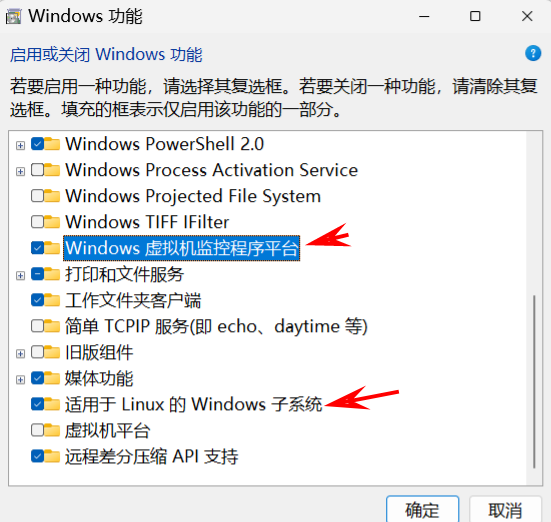 Windows 功能
启用或关闭 Windows 功能
若要启用一种功能，请选择其复选框。若要关闭一种功能，请清除其复
选框。填充的框表示仅启用该功能的一部分。
Windows PowerShell 2.0
Windows Process Activation Service
Windows Projected File System
Windows TIFF IFilter
Windows 虚拟机监控程序平台
打印和文件服务
工作文件夹客户端
简单 TCPIP 服务(即 echo、daytime 等)
旧版组件
媒体功能
适用于 Linux 的 Windows 子系统
虚拟机平台
远程差分压缩 API 支持
确定 取消